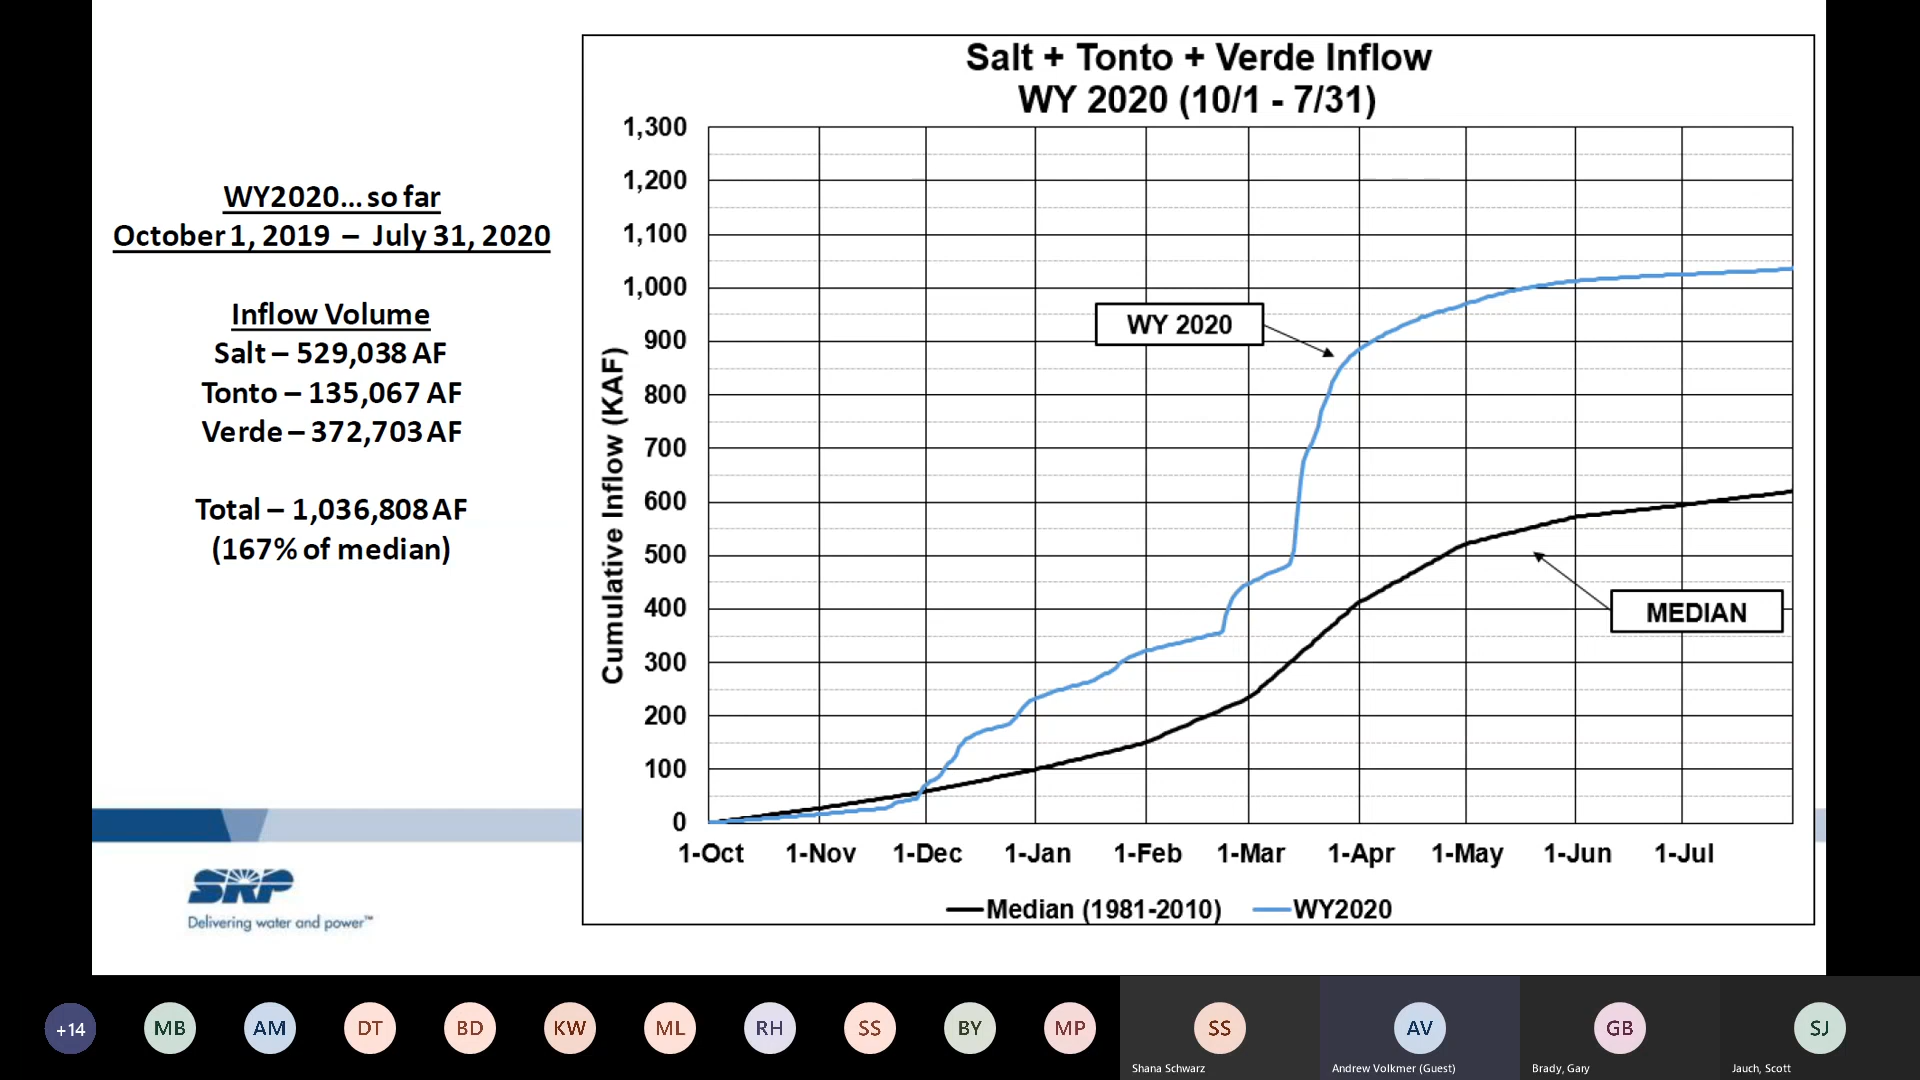 WY2020... so far
October 1, 2019 – July 31, 2020
Inflow Volume
Salt – 529,038 AF
Tonto – 135,067 AF
Verde – 372,703 AF
Total – 1,036,808 AF
(167% of median)
SRP
Delivering water and power™
Salt + Tonto + Verde Inflow
WY 2020 (10/1 - 7/31)
Cumulative Inflow (KAF)
1,300
1,200
1,100
1,000
900
800
700
600
500
400
300
200
100
0
WY 2020
MEDIAN
1-Oct 1-Nov 1-Dec 1-Jan 1-Feb 1-Mar 1-Apr 1-May 1-Jun 1-Jul
Median (1981-2010) WY2020
+14 MB AM DT BD KW ML RH SS BY MP SS AV GB SJ
Shana Schwarz Andrew Volkmer (Guest) Brady, Gary Jauch, Scott